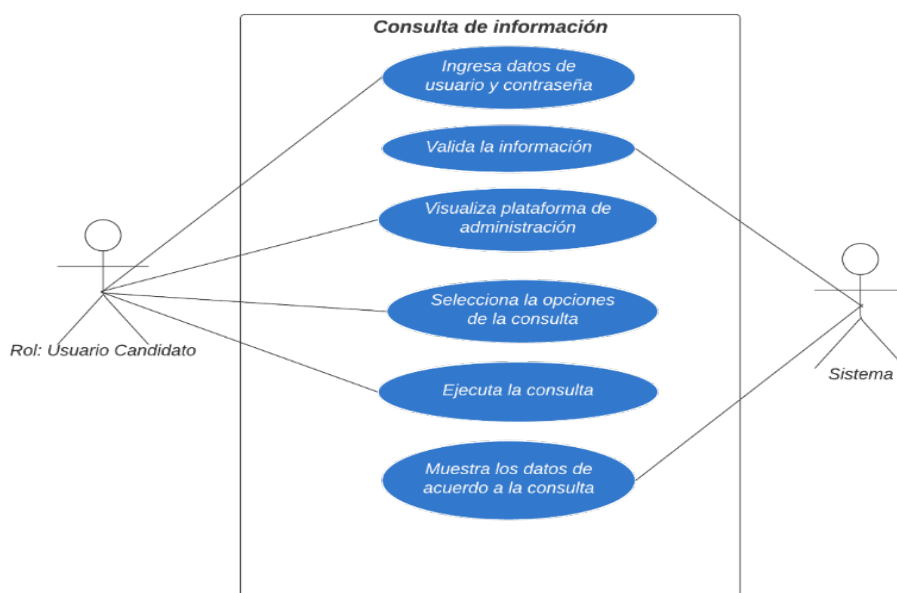 Consulta de información
Ingresa datos de
usuario y contraseña
Valida la información
Visualiza plataforma de
administración
Selecciona la opciones
de la consulta
Rol: Usuario Candidato
Sistema
Ejecuta la consulta
Muestra los datos de
acuerdo a la consulta